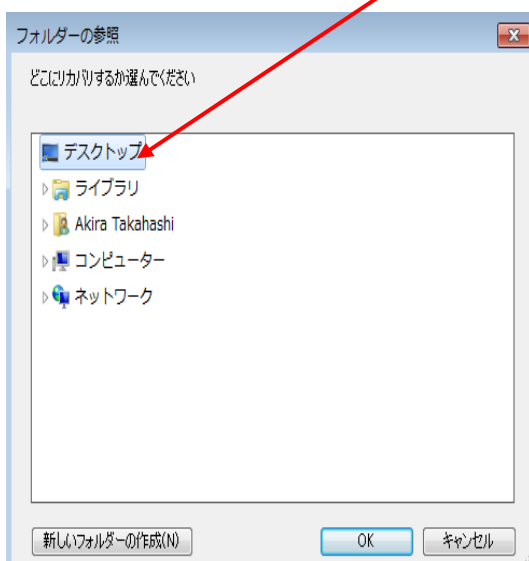 フォルダーの参照
どこにリカバリするか選んでください
デスクトップ
ライブラリ
Akira Takahashi
コンピューター
ネットワーク
新しいフォルダーの作成(N)
OK
キャンセル